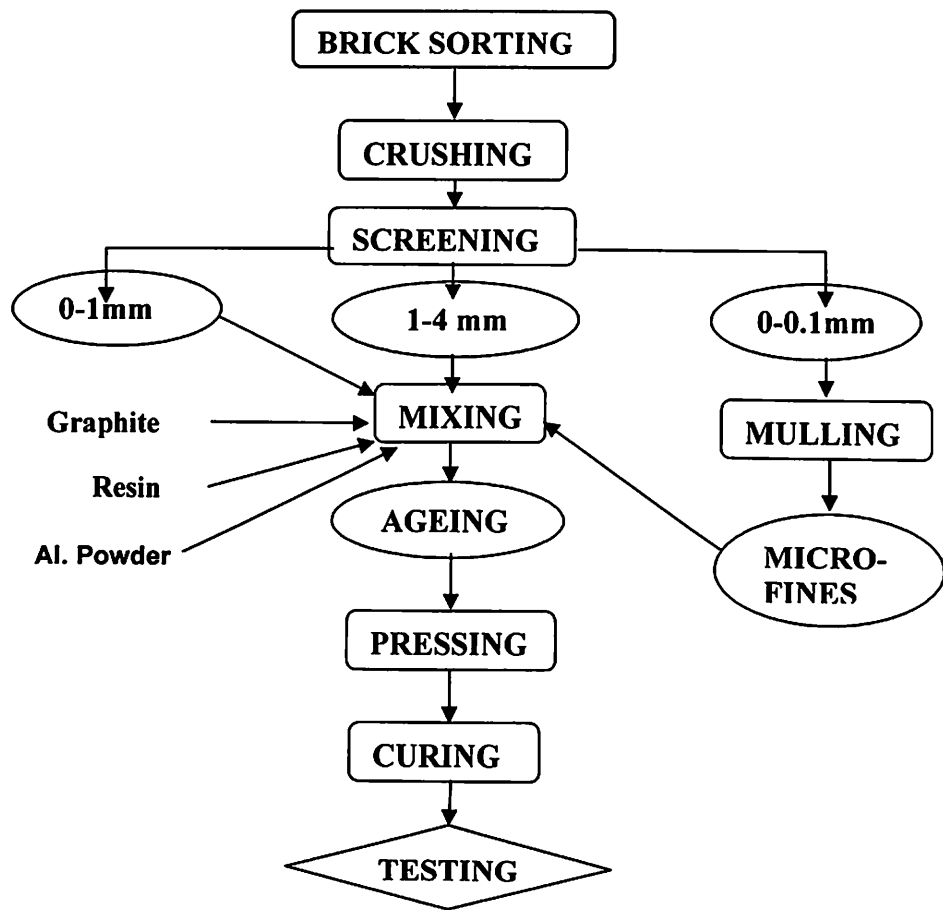 BRICK SORTING
CRUSHING
SCREENING
0-1mm
1-4 mm
0-0.1mm
Graphite
MIXING
MULLING
Resin
AGEING
Al. Powder
MICRO-
FINES
PRESSING
CURING
TESTING